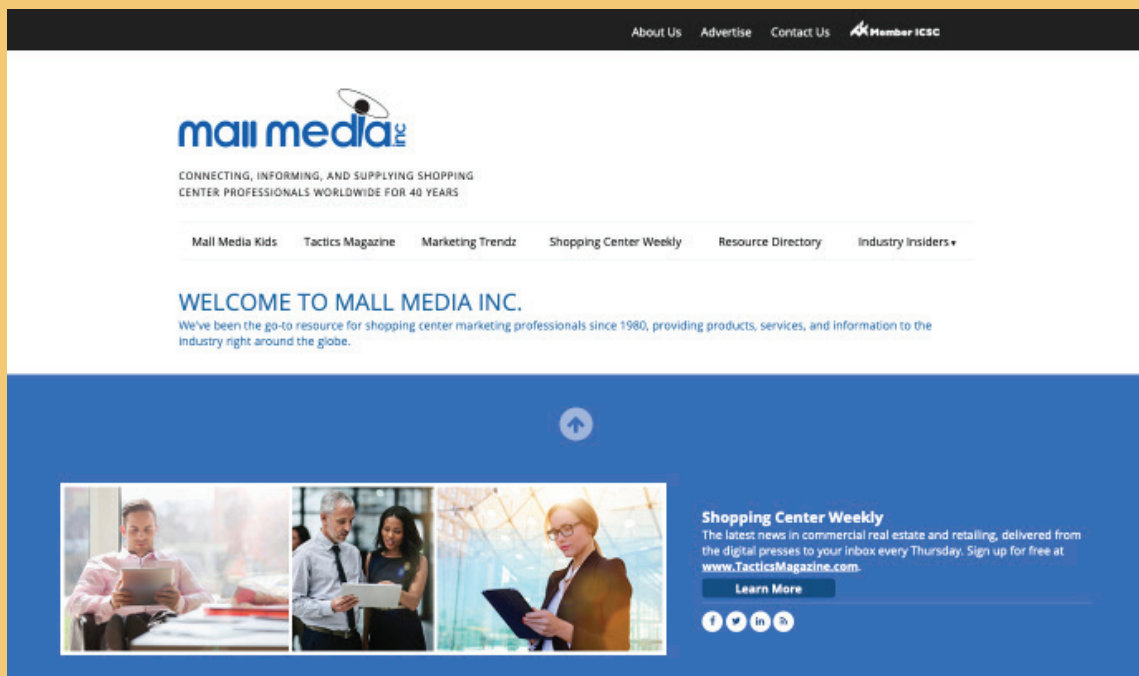 About Us Advertise Contact Us Member ICSC
mall media inc
CONNECTING, INFORMING, AND SUPPLYING SHOPPING
CENTER PROFESSIONALS WORLDWIDE FOR 40 YEARS
Mall Media Kids Tactics Magazine Marketing Trendz Shopping Center Weekly Resource Directory Industry Insiders▾
WELCOME TO MALL MEDIA INC.
We've been the go-to resource for shopping center marketing professionals since 1980, providing products, services, and information to the
industry right around the globe.
Shopping Center Weekly
The latest news in commercial real estate and retailing, delivered from
the digital presses to your inbox every Thursday. Sign up for free at
www.TacticsMagazine.com.
Learn More